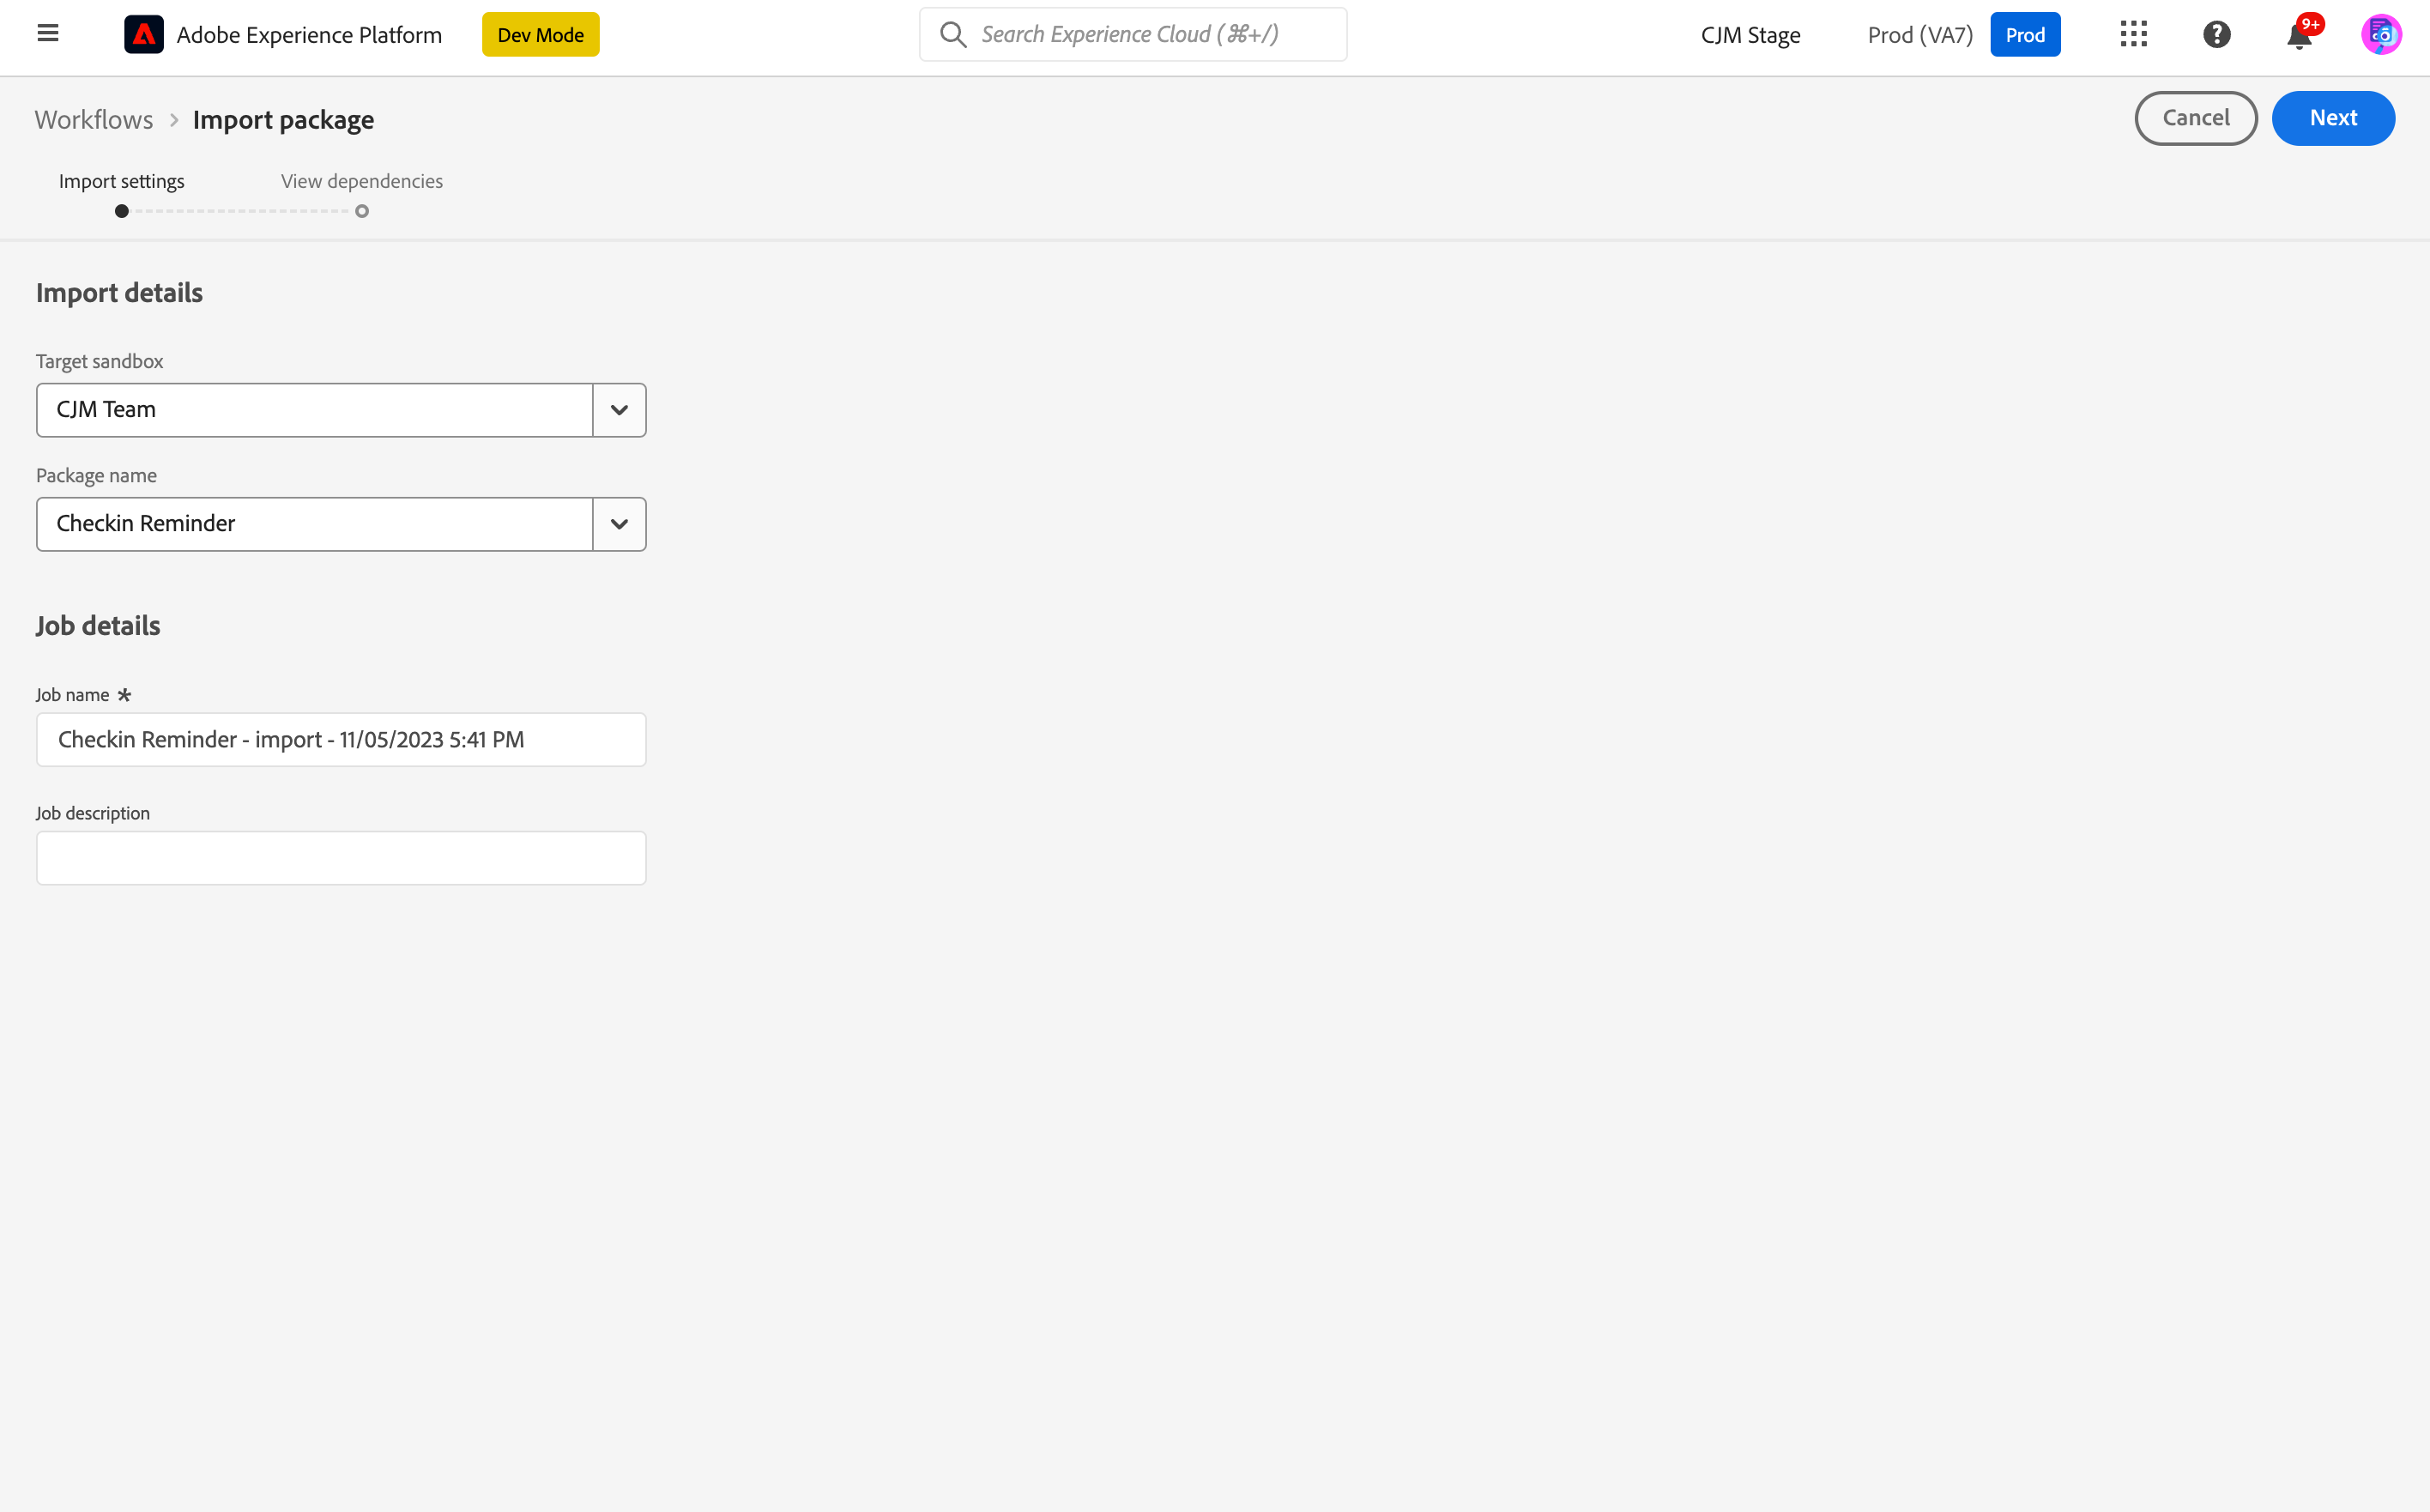 Adobe Experience Platform
Dev Mode
Search Experience Cloud (⌘+/)
CJM Stage
Prod (VA7)
Prod
9+
Workflows > Import package
Cancel
Next
Import settings
View dependencies
Import details
Target sandbox
CJM Team
Package name
Checkin Reminder
Job details
Job name *
Checkin Reminder - import - 11/05/2023 5:41 PM
Job description